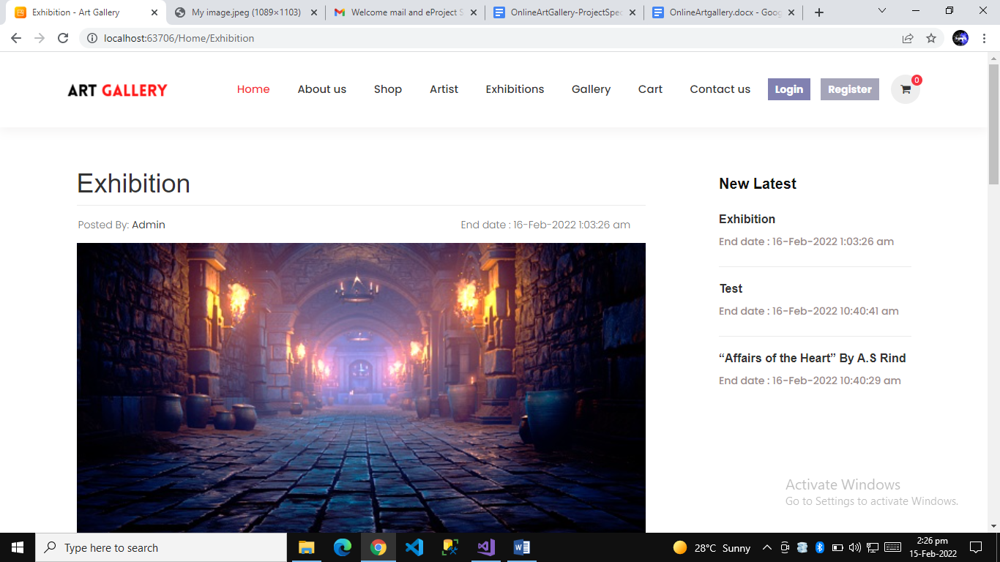 Exhibition - Art Gallery
My image.jpeg (1089×1103)
Welcome mail and eProject S
OnlineArtGallery-ProjectSpec
OnlineArtgallery.docx - Goog
localhost:63706/Home/Exhibition
ART GALLERY
Home
About us
Shop
Artist
Exhibitions
Gallery
Cart
Contact us
Login
Register
0
Exhibition
Posted By: Admin
End date : 16-Feb-2022 1:03:26 am
New Latest
Exhibition
End date : 16-Feb-2022 1:03:26 am
Test
End date : 16-Feb-2022 10:40:41 am
“Affairs of the Heart” By A.S Rind
End date : 16-Feb-2022 10:40:29 am
Activate Windows
Go to Settings to activate Windows.
Type here to search
28°C Sunny
2:26 pm
15-Feb-2022